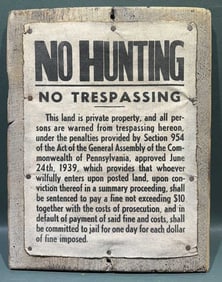 NO HUNTING
NO TRESPASSING
This land is private property, and all per-
sons are warned from trespassing hereon,
under the penalties provided by Section 954
of the Act of the General Assembly of the Com-
monwealth of Pennsylvania, approved June
24th, 1939, which provides that whoever
wilfully enters upon posted land, upon con-
viction thereof in a summary proceeding, shall
be sentenced to pay a fine not exceeding $10
together with the costs of prosecution, and in
default of payment of said fine and costs, shall
be committed to jail for one day for each dollar
of fine imposed.